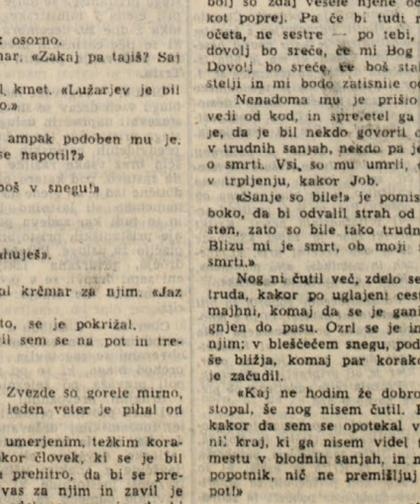 osorno.
mar. «Zakaj pa tajiš? Saj
kmet. «Lužarjev je bil
o.»
ampak podoben mu je.
se napotil?»
boš v snegu!»
huješ».
al krčmar za njim. «Jaz
to, se je pokrižal.
il sem se na pot in tre-
Zvezde so gorele mirno,
leden veter je pihal od
umerjenim, težkim kora-
kor človek, ki se je bil
prehitro, da bi se pre-
vas za njim in zavil je
bolj so zdaj vesele njene
kot poprej. Pa če bi tudi
očeta, ne sestre — po tebi,
dovolj bo sreče, če mi Bog
Dovolj bo sreče, če boš
stelji in mi bodo zatisnile
Nenadoma mu je prišlo
vedi od kod, in spreletel ga
je, da je bil nekdo govoril
v trudnih sanjah, nekdo pa je
o smrti. Vsi so mu umrli,
v trpljenju, kakor Job.
«Sanje so bile!» je pomis
boko, da bi odvalil strah od
sten, zato so bile tako trudn
Blizu mi je smrt, ob moji
smrti.»
Nog ni čutil več, zdelo se
truda, kakor po uglajeni cest
majhni, komaj da se je gani
gnjen do pasu. Ozrl se je in
njim; v bleščečem snegu, pod
še bližja, komaj par korako
je začudil.
«Kaj ne hodim že dobro
stopal, še nog nisem čutil.
kakor da sem se opotekal v
ni! kraj, ki ga nisem videl
mestu v blodnih sanjah, in n
popotnik, nič ne premišljuj
pot!»